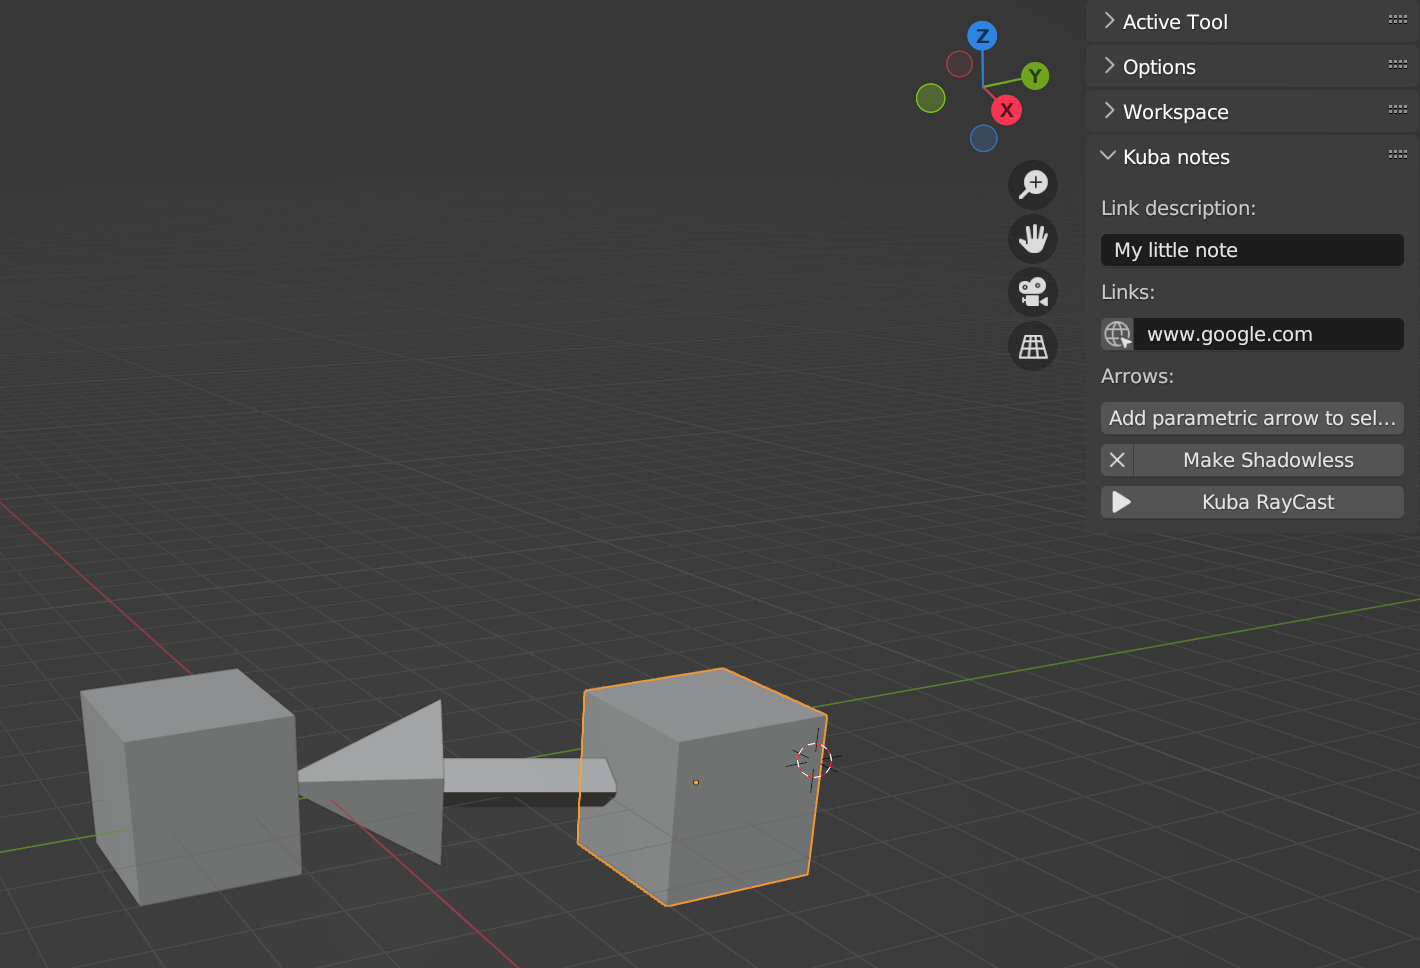 Active Tool
Options
Workspace
Kuba notes
Link description:
My little note
Links:
www.google.com
Arrows:
Add parametric arrow to sel...
Make Shadowless
Kuba RayCast
Z
Y
X